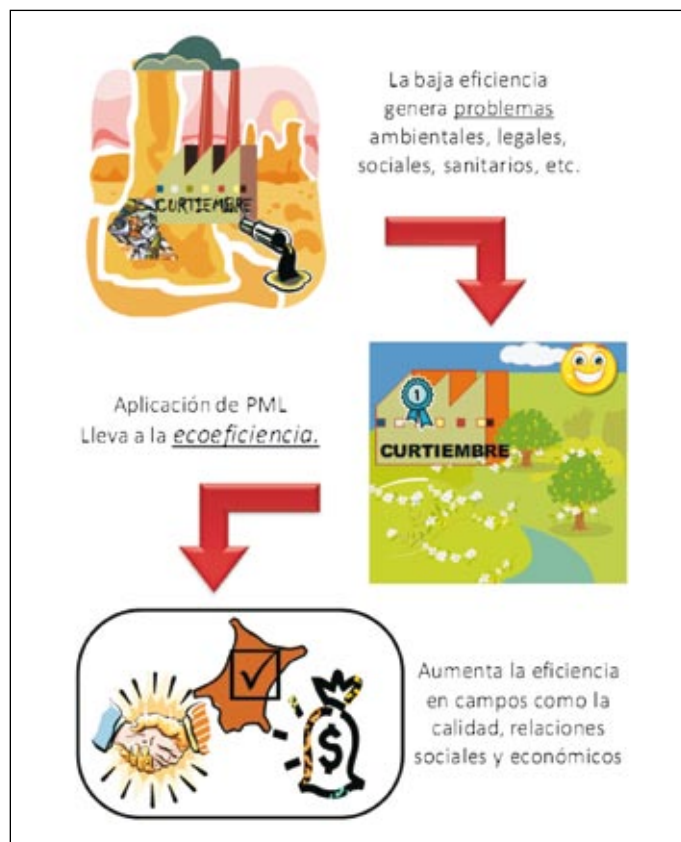 La baja eficiencia
genera problemas
ambientales, legales,
sociales, sanitarios, etc.
CURTIEMBRE
Aplicación de PML
Lleva a la ecoeficiencia.
1
CURTIEMBRE
$
Aumenta la eficiencia
en campos como la
calidad, relaciones
sociales y económicos